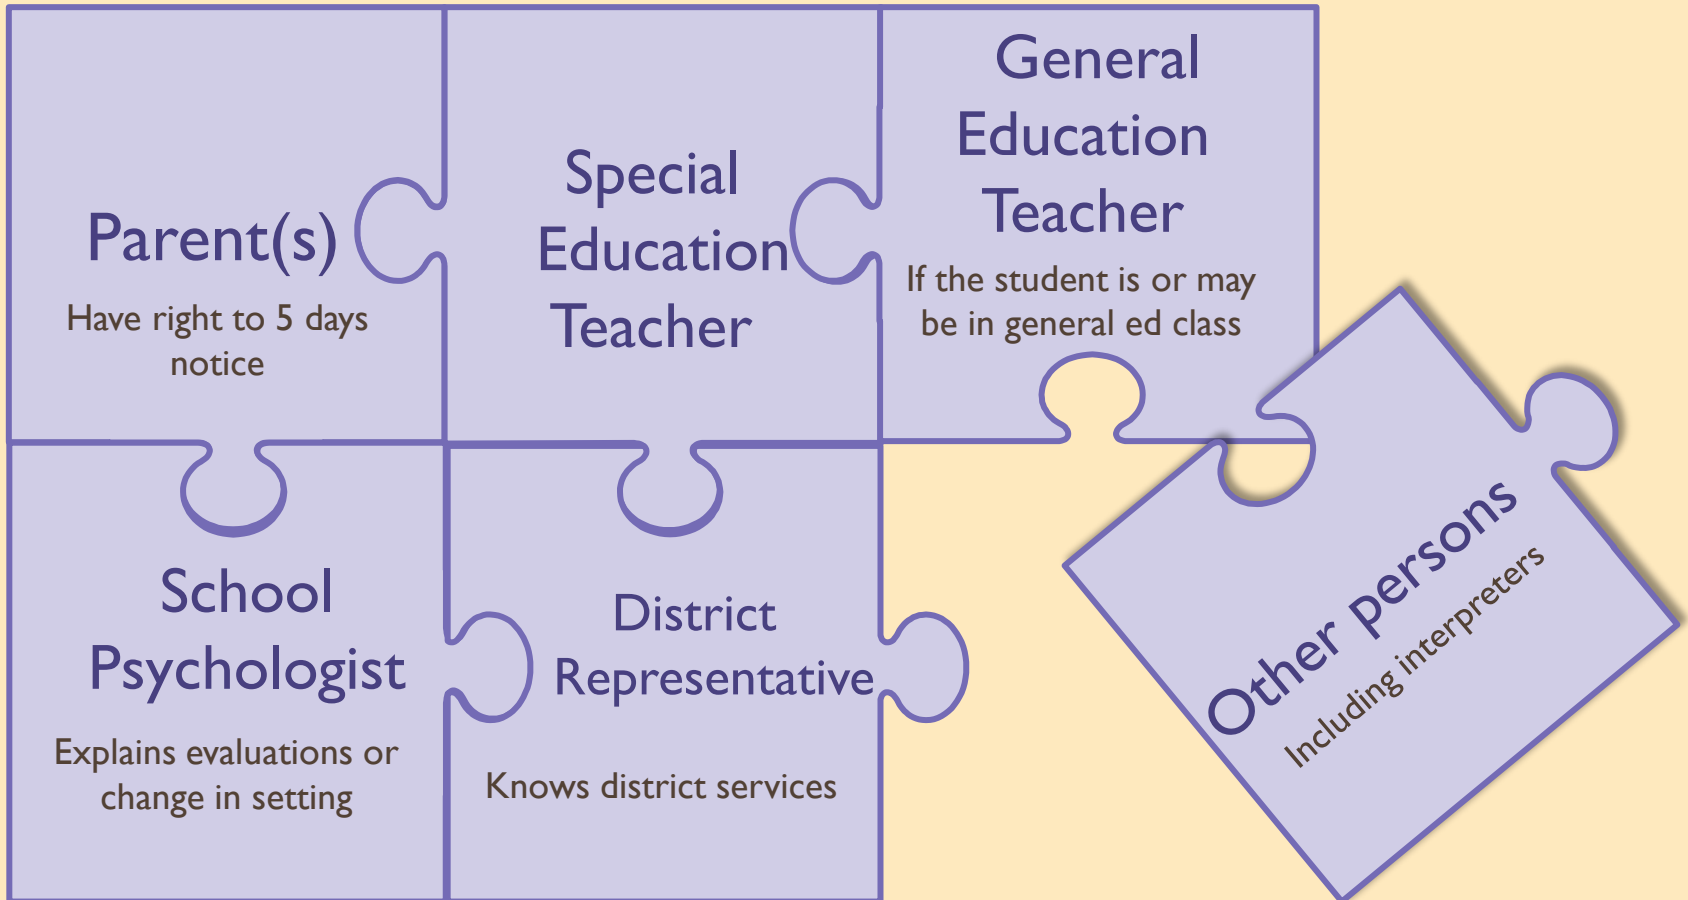 Parent(s)
Have right to 5 days
notice
Special
Education
Teacher
General
Education
Teacher
If the student is or may
be in general ed class
School
Psychologist
Explains evaluations or
change in setting
District
Representative
Knows district services
Other persons
Including interpreters